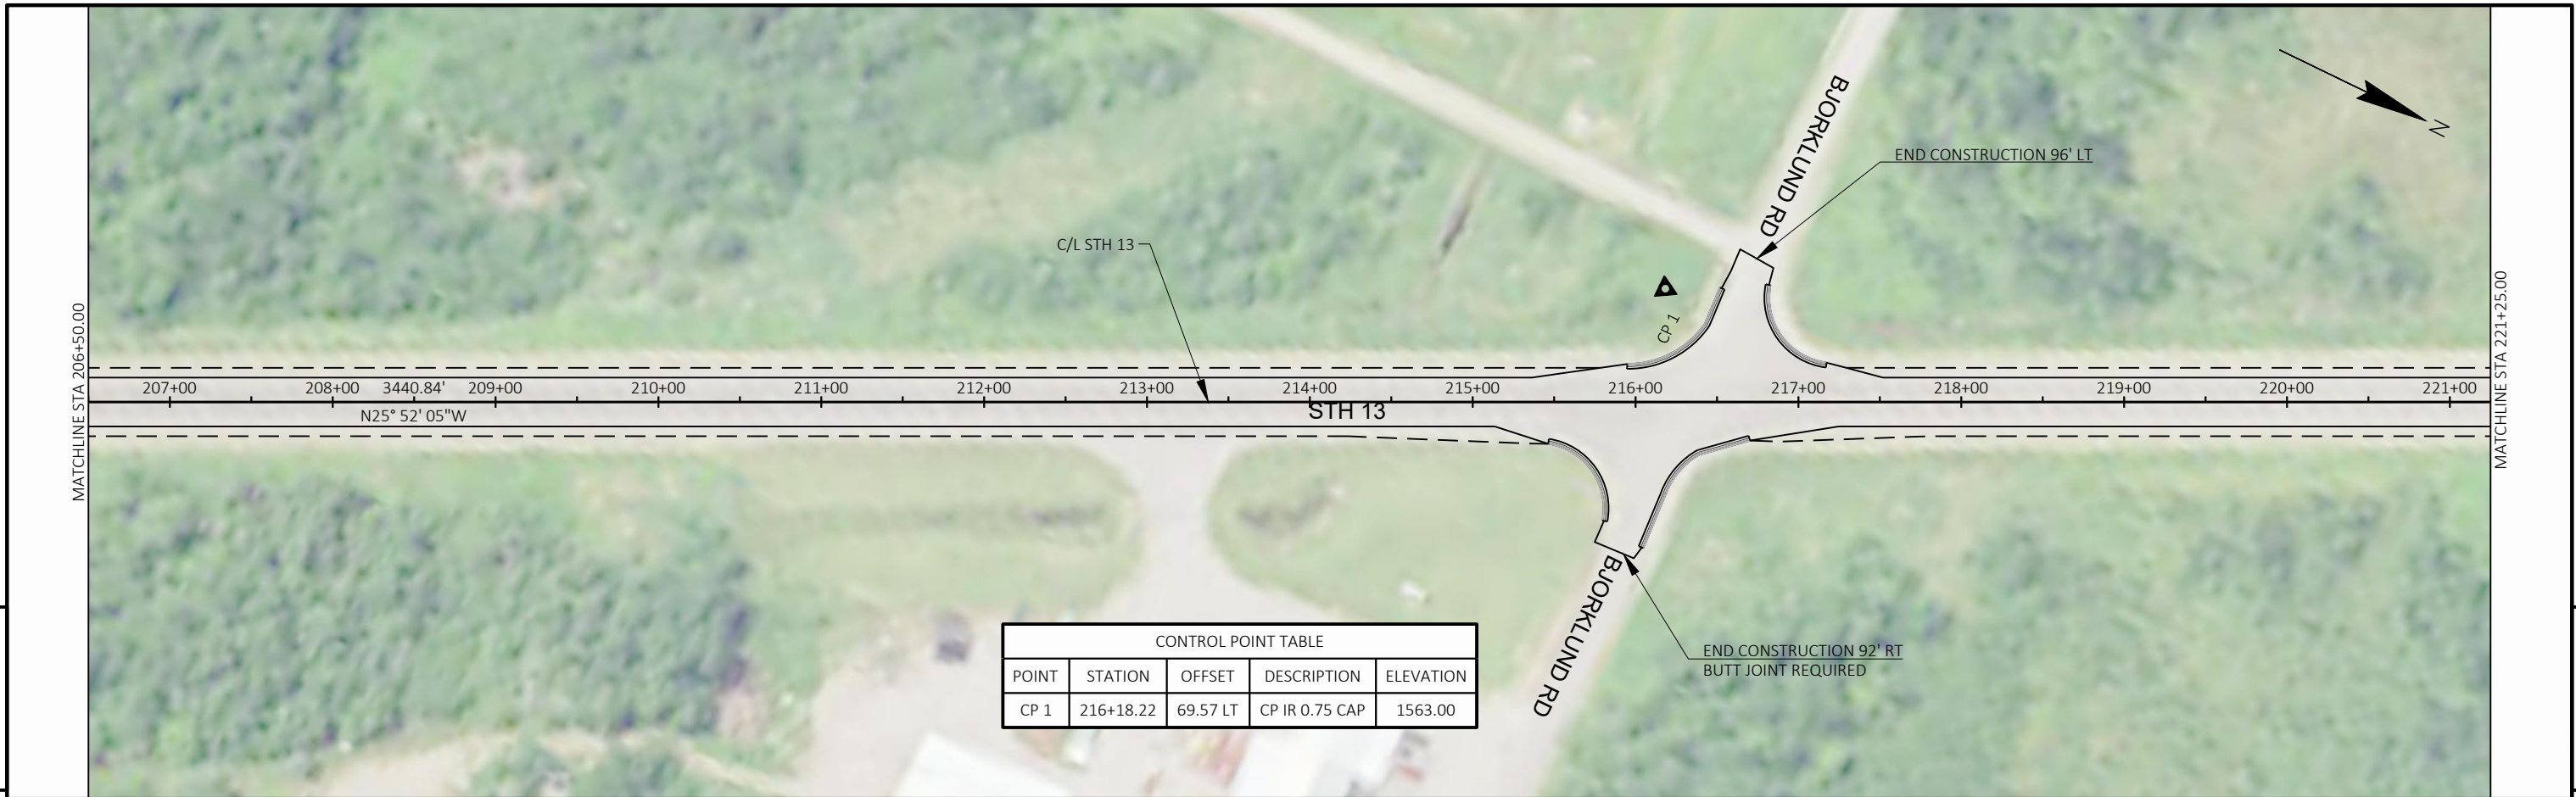 N
BJORKLUND RD
END CONSTRUCTION 96' LT
C/L STH 13
CP 1
MATCHLINE STA 206+50.00
MATCHLINE STA 221+25.00
207+00 208+00 3440.84' 209+00 210+00 211+00 212+00 213+00 214+00 215+00 216+00 217+00 218+00 219+00 220+00 221+00
N25° 52' 05"W
STH 13
BJORKLUND RD
END CONSTRUCTION 92' RT
BUTT JOINT REQUIRED
CONTROL POINT TABLE
POINT STATION OFFSET DESCRIPTION ELEVATION
CP 1 216+18.22 69.57 LT CP IR 0.75 CAP 1563.00